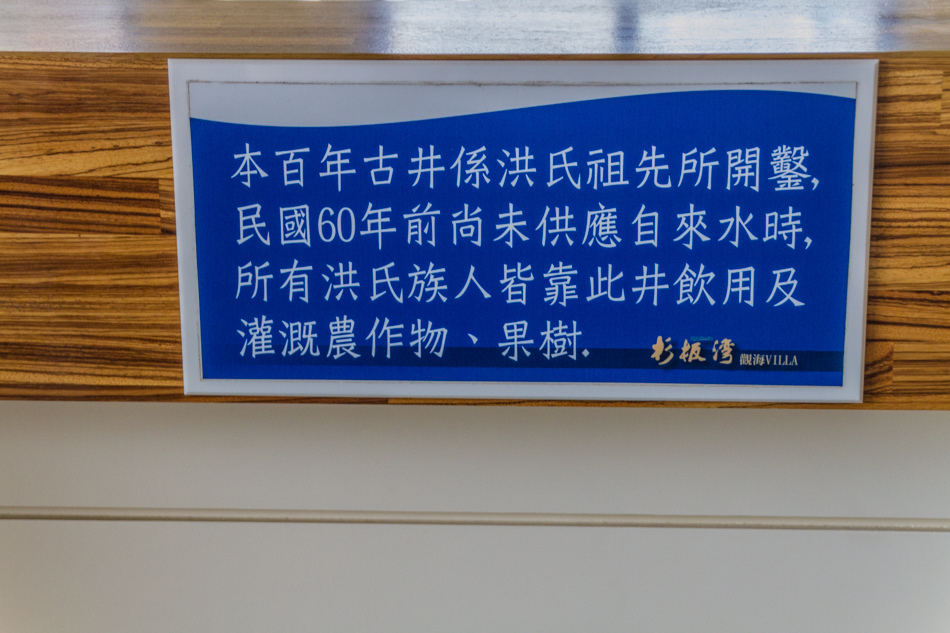 本百年古井係洪氏祖先所開鑿,
民國60年前尚未供應自來水時,
所有洪氏族人皆靠此井飲用及
灌溉農作物、果樹.
杉板灣 觀海VILLA